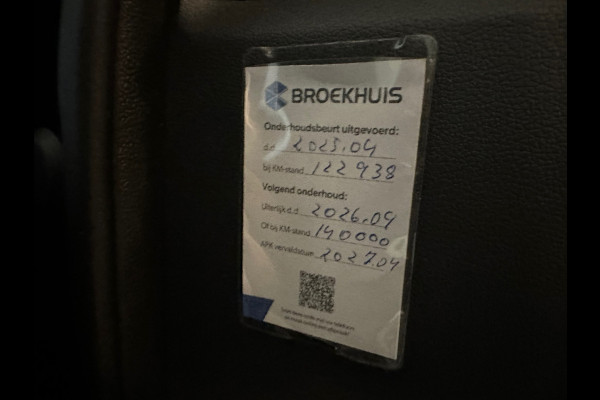 BROEKHUIS
Onderhoudsbeurt uitgevoerd:
d.d. 2025.04
bij KM-stand 122938
Volgend onderhoud:
Uiterlijk d.d. 2026.04
Of bij KM-stand 140000
APK vervaldatum 2027.04